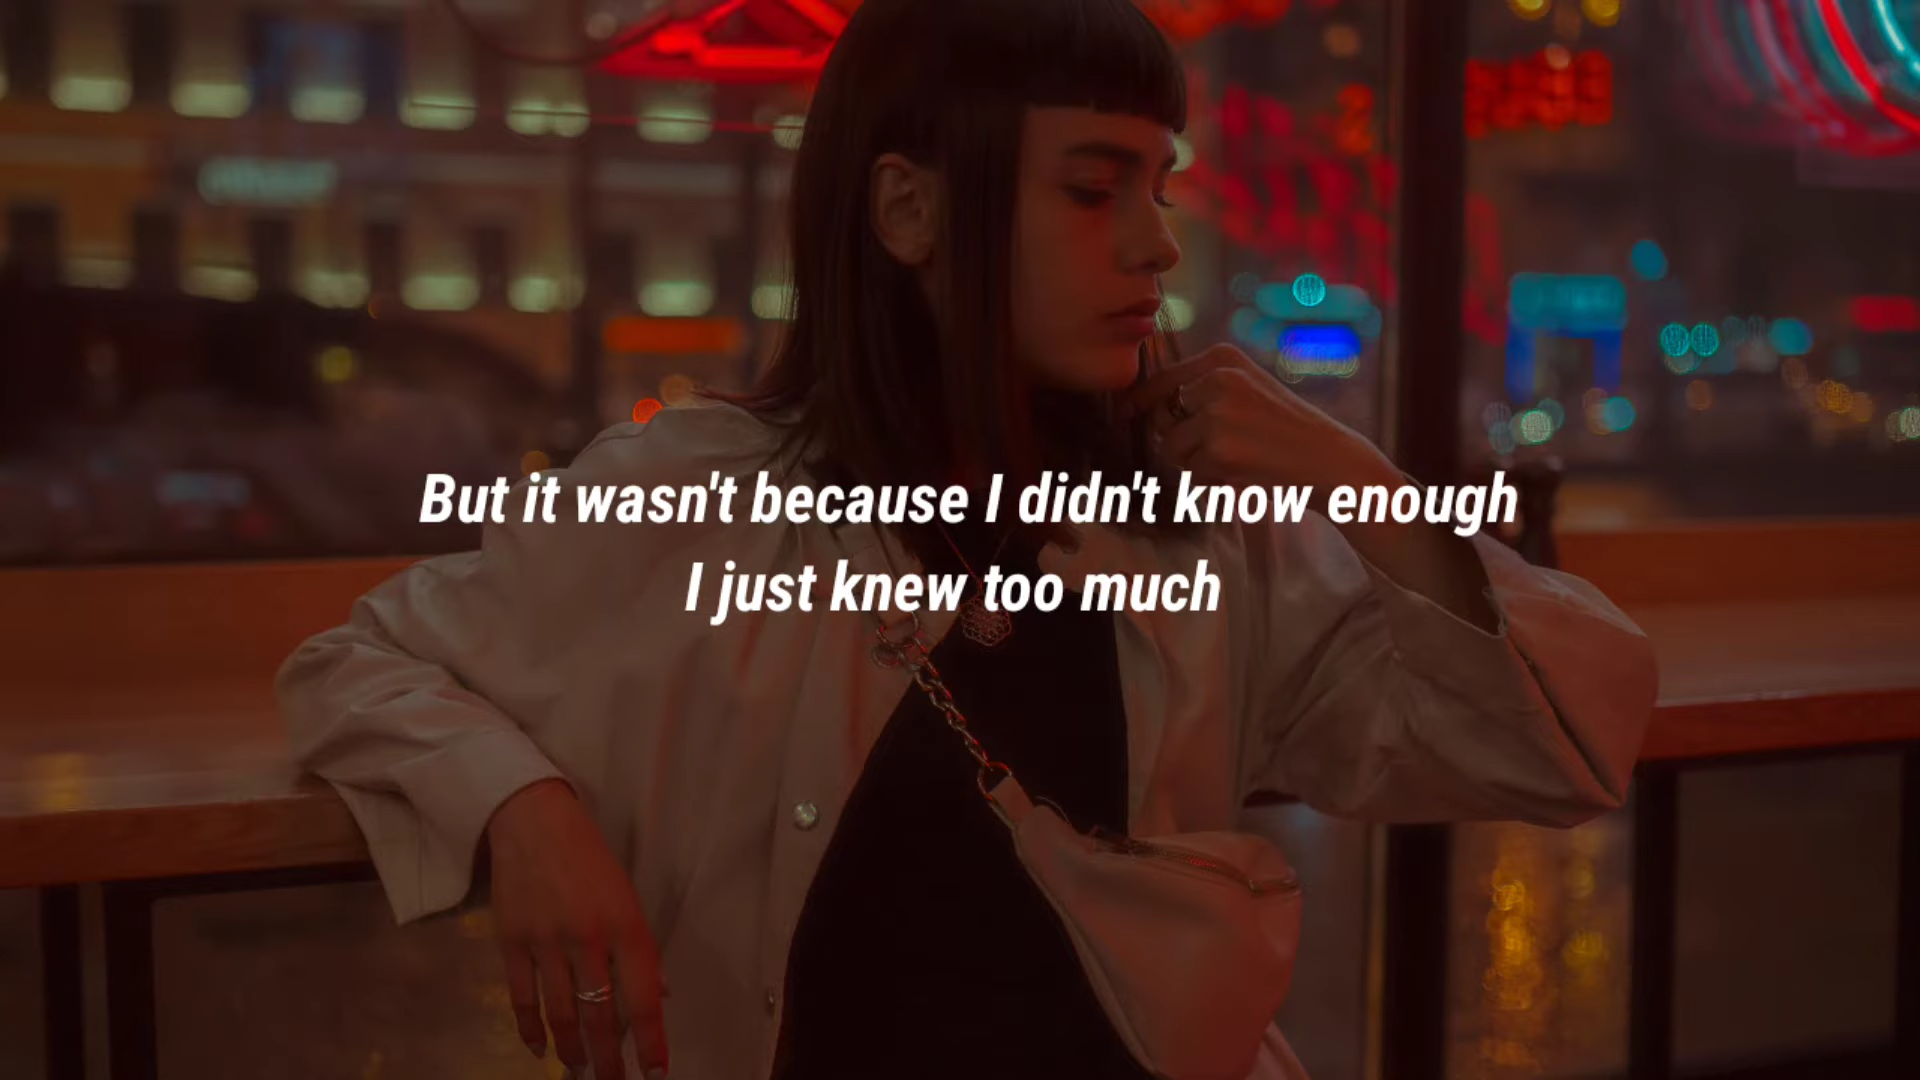 But it wasn't because I didn't know enough
I just knew too much